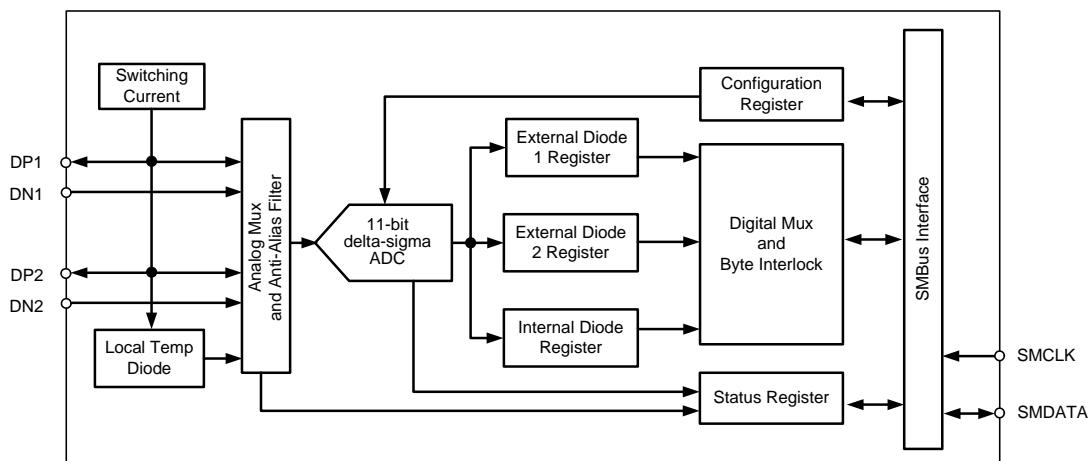 Switching
Current
Configuration
Register
DP1
DN1
DP2
DN2
Analog Mux
and Anti-Alias Filter
11-bit
delta-sigma
ADC
External Diode
1 Register
External Diode
2 Register
Internal Diode
Register
Digital Mux
and
Byte Interlock
SMBus Interface
Local Temp
Diode
Status Register
SMCLK
SMDATA